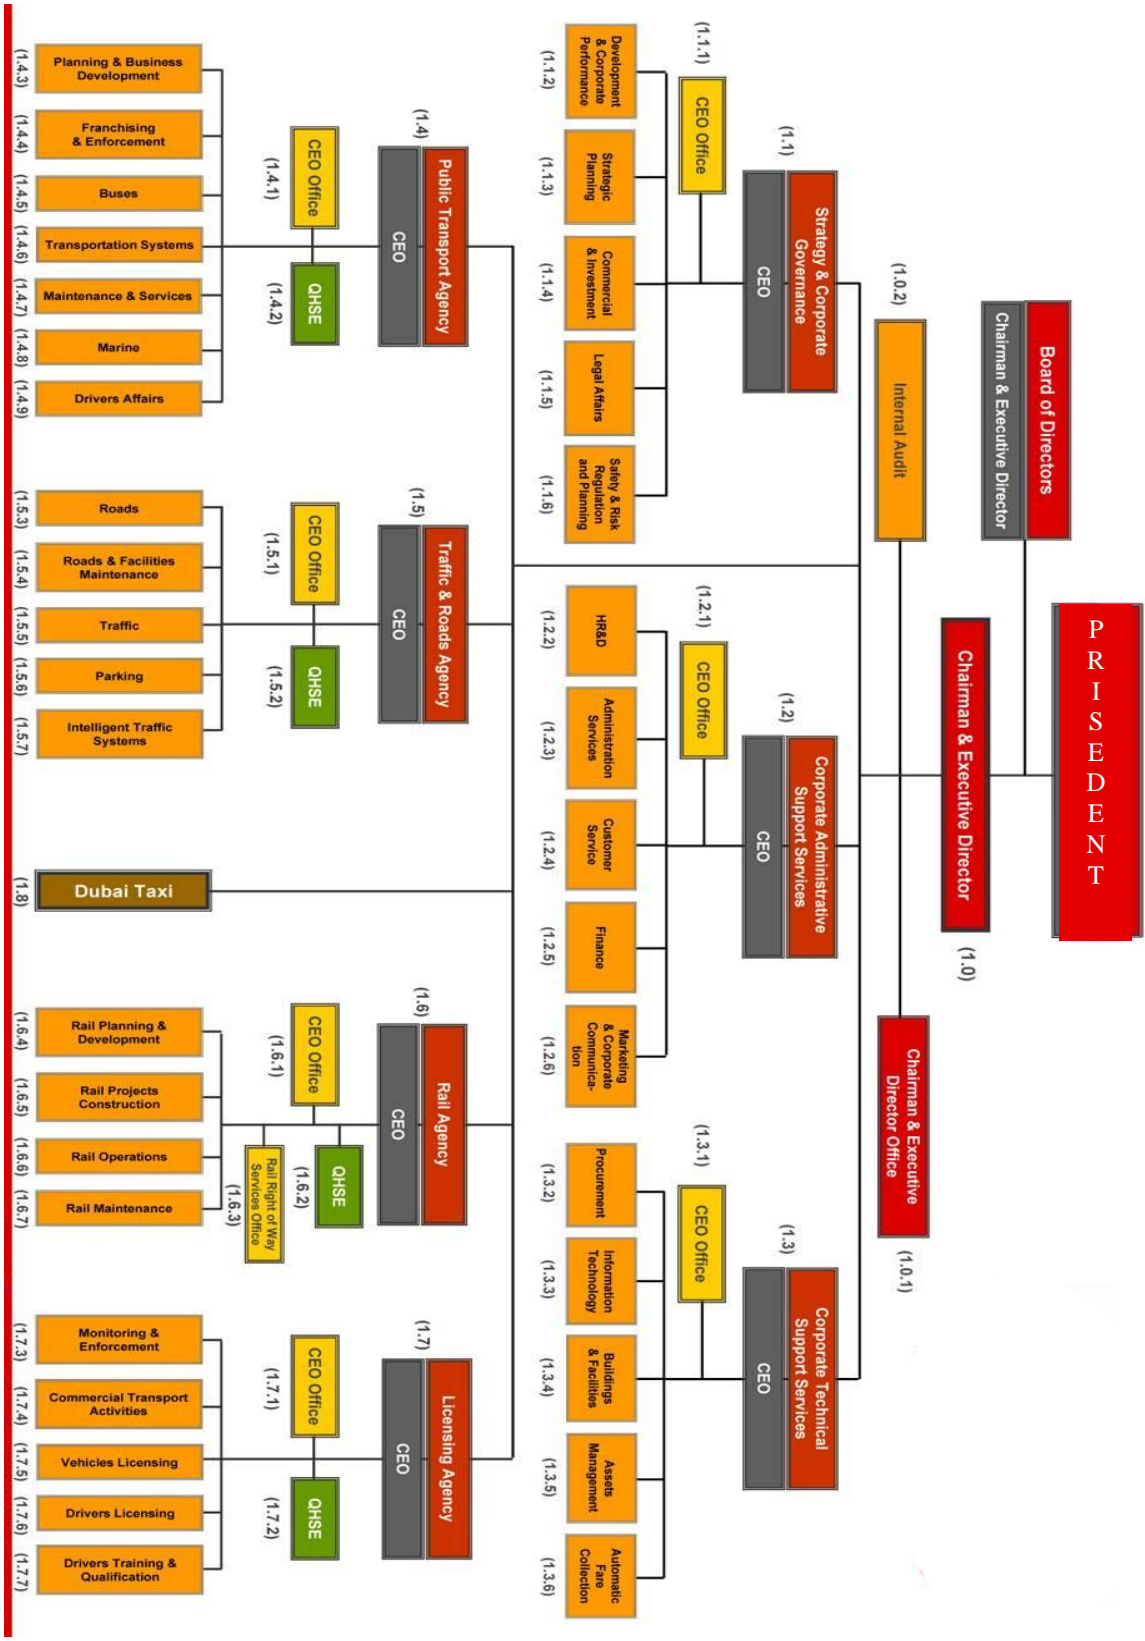 PRISEDENT
Board of Directors
Chairman & Executive Director
Chairman & Executive Director
(1.0)
(1.0.2)
Internal Audit
Chairman & Executive
Director Office
(1.0.1)
(1.1)
Strategy & Corporate
Governance
CEO
(1.1.1)
CEO Office
Development
& Corporate
Performance
(1.1.2)
Strategic
Planning
(1.1.3)
Commercial
& Investment
(1.1.4)
Legal Affairs
(1.1.5)
Safety & Risk
Regulation
and Planning
(1.1.6)
(1.2)
Corporate Administrative
Support Services
CEO
(1.2.1)
CEO Office
HR&D
(1.2.2)
Administration
Services
(1.2.3)
Customer
Service
(1.2.4)
Finance
(1.2.5)
Marketing
& Corporate
Communica-
tion
(1.2.6)
(1.3)
Corporate Technical
Support Services
CEO
(1.3.1)
CEO Office
Procurement
(1.3.2)
Information
Technology
(1.3.3)
Buildings
& Facilities
(1.3.4)
Assets
Management
(1.3.5)
Automatic
Fare
Collection
(1.3.6)
(1.4)
Public Transport Agency
CEO
CEO Office
(1.4.1)
QHSE
(1.4.2)
Planning & Business
Development
(1.4.3)
Franchising
& Enforcement
(1.4.4)
Buses
(1.4.5)
Transportation Systems
(1.4.6)
Maintenance & Services
(1.4.7)
Marine
(1.4.8)
Drivers Affairs
(1.4.9)
(1.5)
Traffic & Roads Agency
CEO
CEO Office
(1.5.1)
QHSE
(1.5.2)
Roads
(1.5.3)
Roads & Facilities
Maintenance
(1.5.4)
Traffic
(1.5.5)
Parking
(1.5.6)
Intelligent Traffic
Systems
(1.5.7)
Dubai Taxi
(1.8)
(1.6)
Rail Agency
CEO
CEO Office
(1.6.1)
QHSE
(1.6.2)
Rail Right of Way
Services Office
(1.6.3)
Rail Planning &
Development
(1.6.4)
Rail Projects
Construction
(1.6.5)
Rail Operations
(1.6.6)
Rail Maintenance
(1.6.7)
(1.7)
Licensing Agency
CEO
CEO Office
(1.7.1)
QHSE
(1.7.2)
Monitoring &
Enforcement
(1.7.3)
Commercial Transport
Activities
(1.7.4)
Vehicles Licensing
(1.7.5)
Drivers Licensing
(1.7.6)
Drivers Training &
Qualification
(1.7.7)